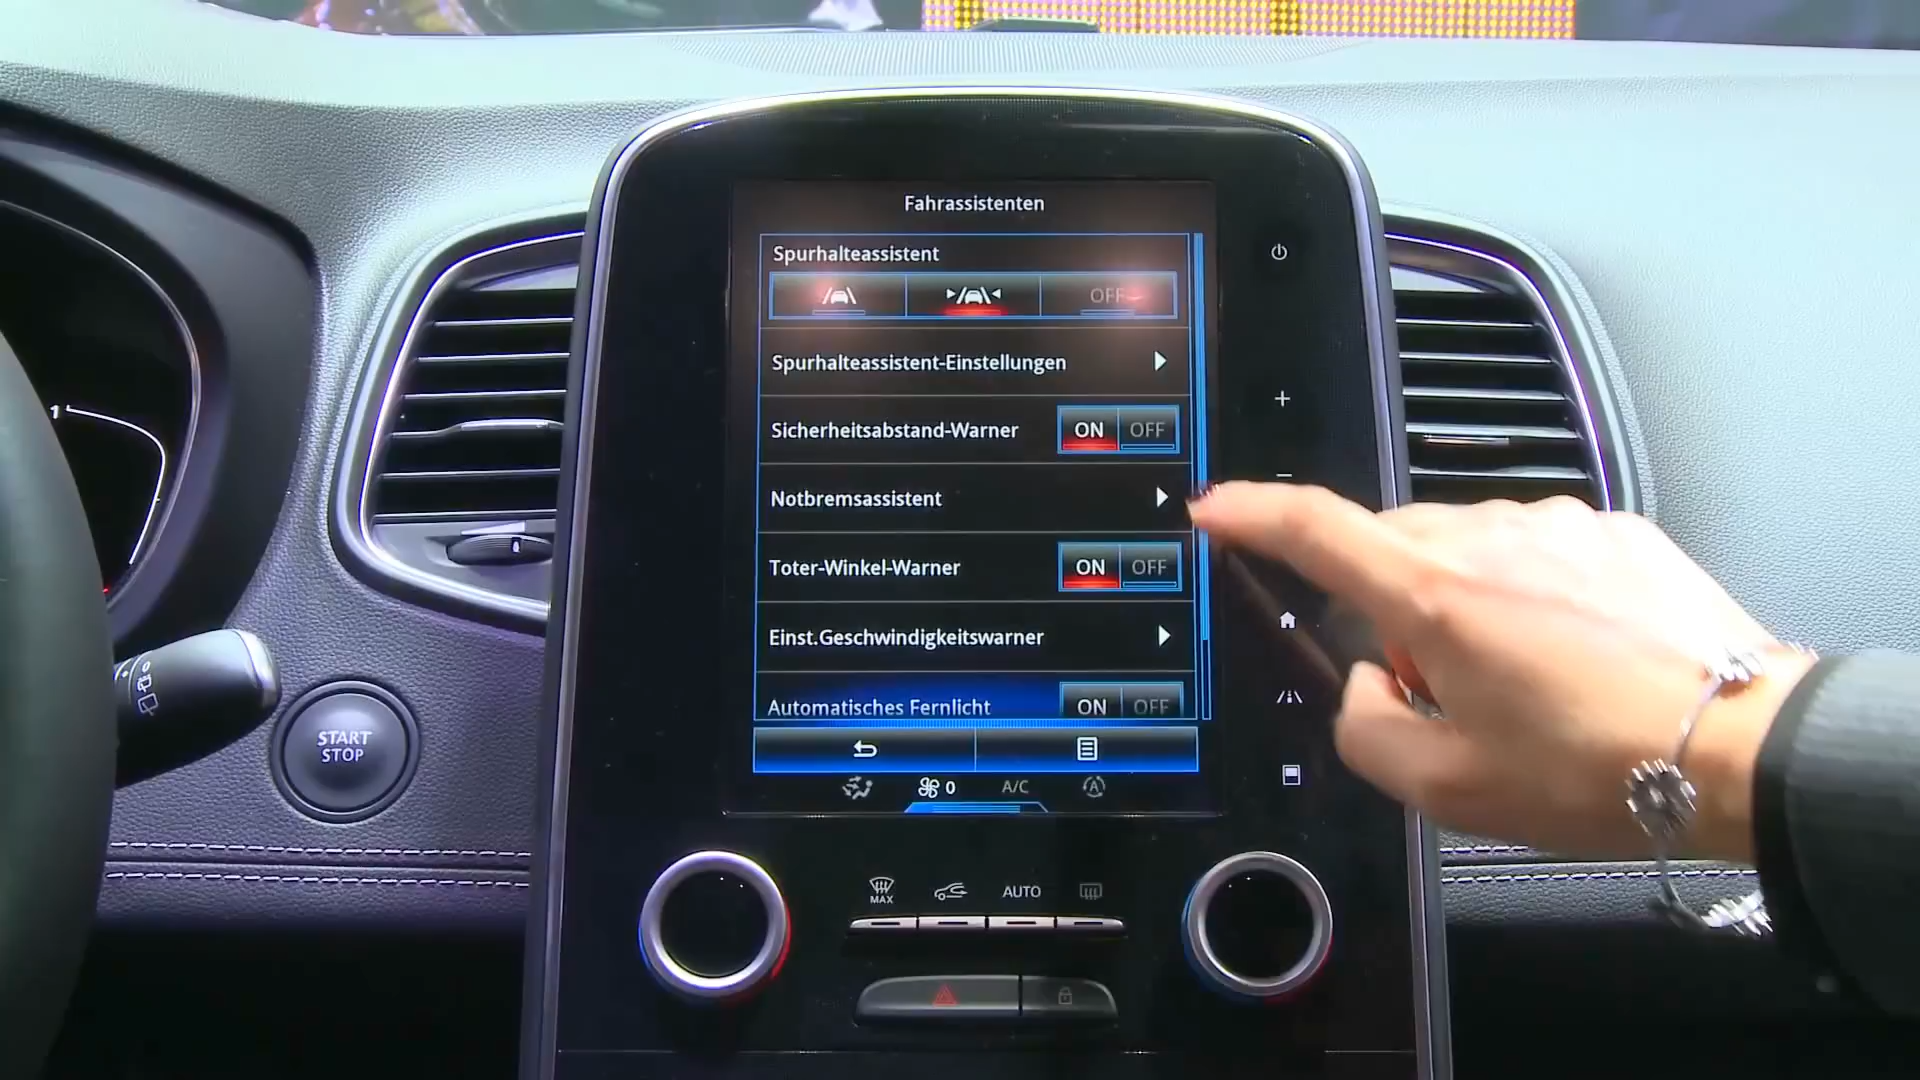 Fahrassistenten
Spurhalteassistent
OFF
Spurhalteassistent-Einstellungen
Sicherheitsabstand-Warner ON OFF
Notbremsassistent
Toter-Winkel-Warner ON OFF
Einst.Geschwindigkeitswarner
Automatisches Fernlicht ON OFF
0 A/C A
1
0
START
STOP
MAX AUTO